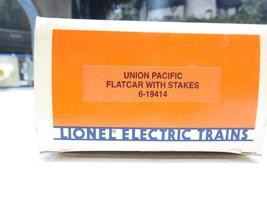 UNION PACIFIC
FLATCAR WITH STAKES
6-19414
LIONEL ELECTRIC TRAINS